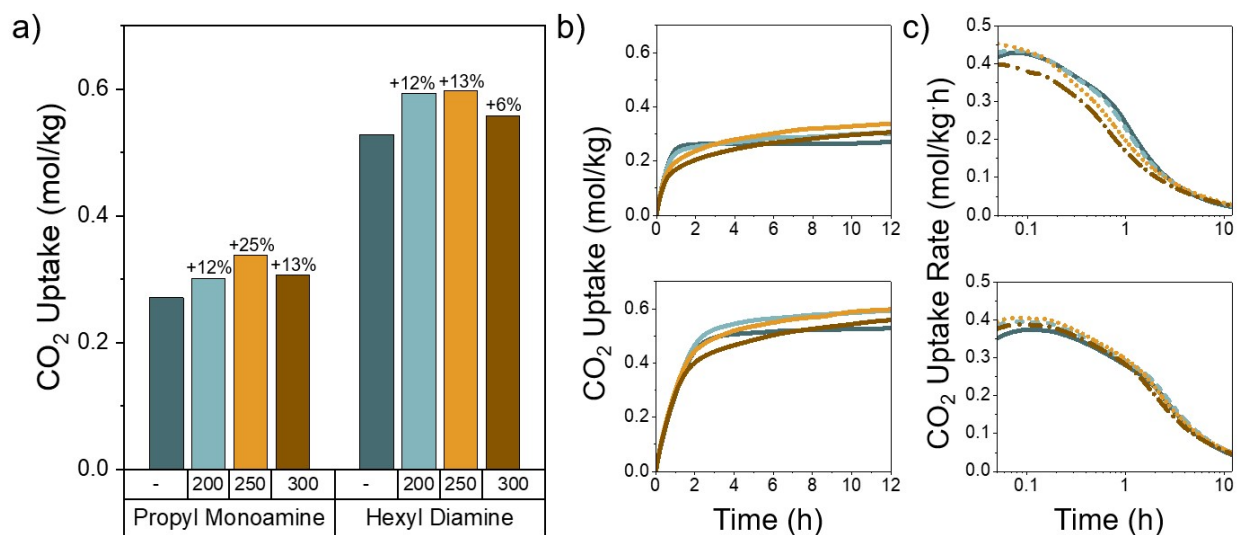 a)
CO2 Uptake (mol/kg)
0.6
0.4
0.2
0.0
+12%
+25%
+13%
+12%
+13%
+6%
- 200 250 300 - 200 250 300
Propyl Monoamine Hexyl Diamine
b)
CO2 Uptake (mol/kg)
0.6
0.4
0.2
0.0
0 2 4 6 8 10 12
0.6
0.4
0.2
0.0
0 2 4 6 8 10 12
Time (h)
c)
CO2 Uptake Rate (mol/kg·h)
0.5
0.4
0.3
0.2
0.1
0.0
0.1 1 10
0.5
0.4
0.3
0.2
0.1
0.0
0.1 1 10
Time (h)